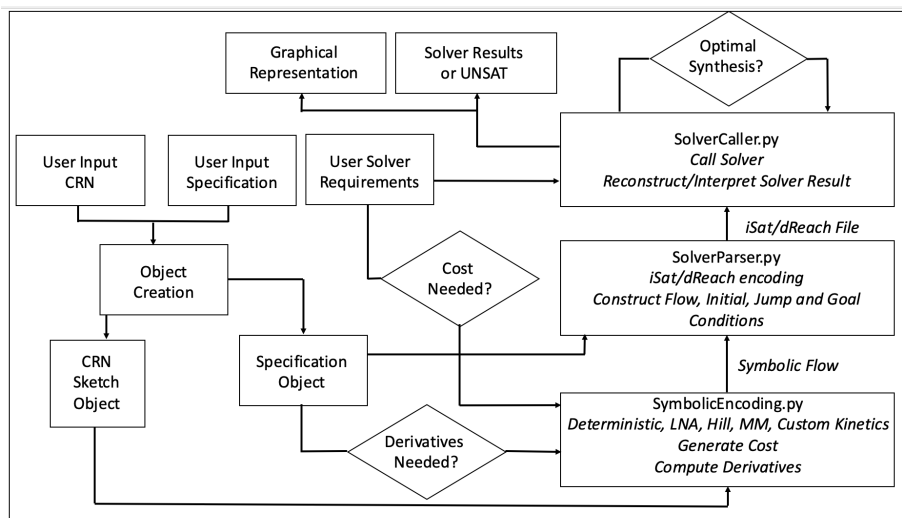 Graphical
Representation
Solver Results
or UNSAT
Optimal
Synthesis?
User Input
CRN
User Input
Specification
User Solver
Requirements
SolverCaller.py
Call Solver
Reconstruct/Interpret Solver Result
iSat/dReach File
Object
Creation
Cost
Needed?
SolverParser.py
iSat/dReach encoding
Construct Flow, Initial, Jump and Goal
Conditions
CRN
Sketch
Object
Specification
Object
Symbolic Flow
Derivatives
Needed?
SymbolicEncoding.py
Deterministic, LNA, Hill, MM, Custom Kinetics
Generate Cost
Compute Derivatives